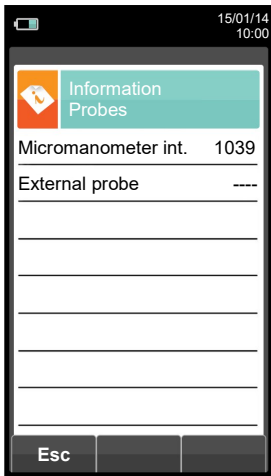 15/01/14
10:00
Information
Probes
Micromanometer int. 1039
External probe ----
Esc